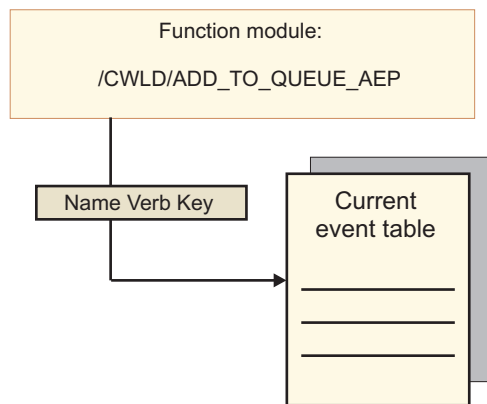 Function module:
/CWLD/ADD_TO_QUEUE_AEP
Name Verb Key
Current
event table